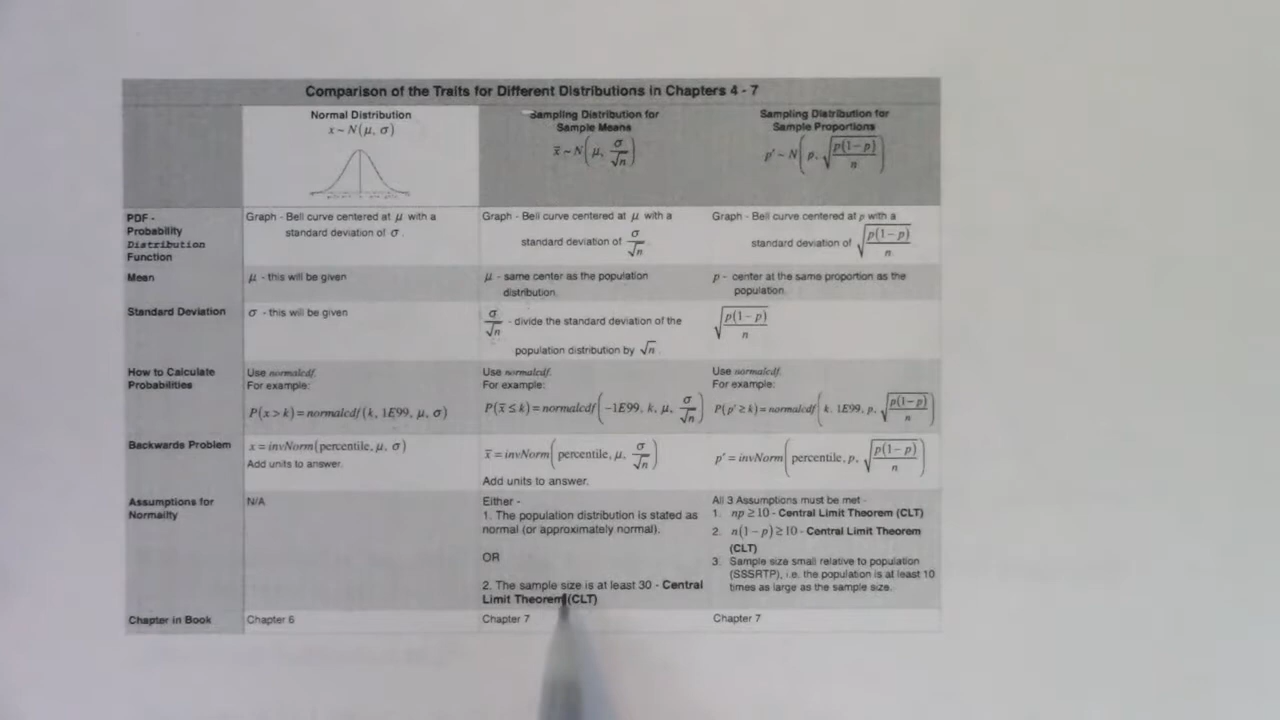 Comparison of the Traits for Different Distributions in Chapters 4 - 7
Normal Distribution
x ~ N(μ, σ)
Sampling Distribution for
Sample Means
x̅ ~ N(μ, σ/√n)
Sampling Distribution for
Sample Proportions
p' ~ N(p, √(p(1−p)/n))
PDF -
Probability
Distribution
Function
Graph - Bell curve centered at μ with a
standard deviation of σ.
Graph - Bell curve centered at μ with a
standard deviation of σ/√n
Graph - Bell curve centered at p with a
standard deviation of √(p(1−p)/n)
Mean
μ - this will be given
μ - same center as the population
distribution.
p - center at the same proportion as the
population.
Standard Deviation
σ - this will be given
σ/√n - divide the standard deviation of the
population distribution by √n.
√(p(1−p)/n)
How to Calculate
Probabilities
Use normalcdf.
For example:
P(x > k) = normalcdf(k, 1E99, μ, σ)
Use normalcdf.
For example:
P(x̅ ≤ k) = normalcdf(−1E99, k, μ, σ/√n)
Use normalcdf.
For example:
P(p' ≥ k) = normalcdf(k, 1E99, p, √(p(1−p)/n))
Backwards Problem
x = invNorm(percentile, μ, σ)
Add units to answer.
x̅ = invNorm(percentile, μ, σ/√n)
Add units to answer.
p' = invNorm(percentile, p, √(p(1−p)/n))
Assumptions for
Normality
N/A
Either -
1. The population distribution is stated as
normal (or approximately normal).
OR
2. The sample size is at least 30 - Central
Limit Theorem (CLT)
All 3 Assumptions must be met -
1. np ≥ 10 - Central Limit Theorem (CLT)
2. n(1−p) ≥ 10 - Central Limit Theorem
(CLT)
3. Sample size small relative to population
(SSSRTP), i.e. the population is at least 10
times as large as the sample size.
Chapter in Book
Chapter 6
Chapter 7
Chapter 7